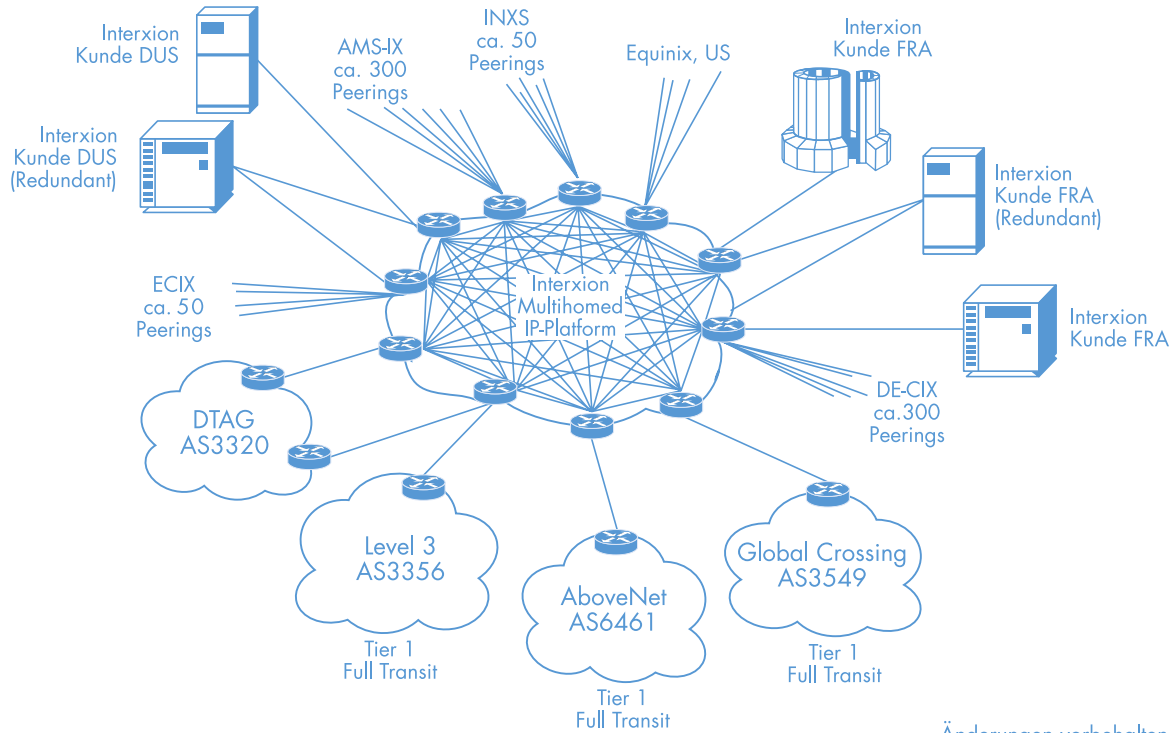 Interxion
Kunde DUS
AMS-IX
ca. 300
Peerings
INXS
ca. 50
Peerings
Equinix, US
Interxion
Kunde FRA
Interxion
Kunde DUS
(Redundant)
Interxion
Kunde FRA
(Redundant)
ECIX
ca. 50
Peerings
Interxion
Multihomed
IP-Platform
Interxion
Kunde FRA
DE-CIX
ca.300
Peerings
DTAG
AS3320
Level 3
AS3356
Tier 1
Full Transit
AboveNet
AS6461
Tier 1
Full Transit
Global Crossing
AS3549
Tier 1
Full Transit
Änderungen vorbehalten